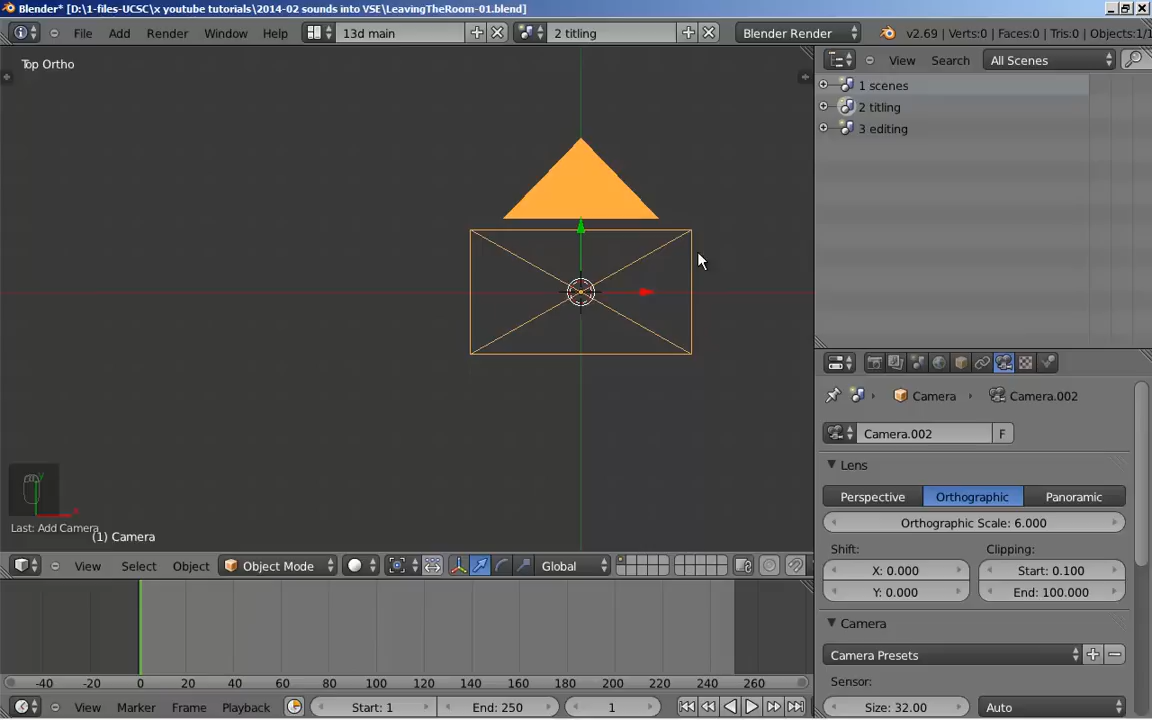 Blender* [D:\1-files-UCSC\x youtube tutorials\2014-02 sounds into VSE\LeavingTheRoom-01.blend]
File Add Render Window Help 13d main 2 titling Blender Render v2.69 | Verts:0 | Faces:0 | Tris:0 | Objects:1/1
Top Ortho
View Search All Scenes
1 scenes
2 titling
3 editing
Camera Camera.002
Camera.002 F
Lens
Perspective Orthographic Panoramic
Orthographic Scale: 6.000
Shift: Clipping:
X: 0.000 Start: 0.100
Y: 0.000 End: 100.000
Camera
Camera Presets
Sensor:
Size: 32.00 Auto
Last: Add Camera
(1) Camera
View Select Object Object Mode Global
-40 -20 0 20 40 60 80 100 120 140 160 180 200 220 240 260
View Marker Frame Playback Start: 1 End: 250 1